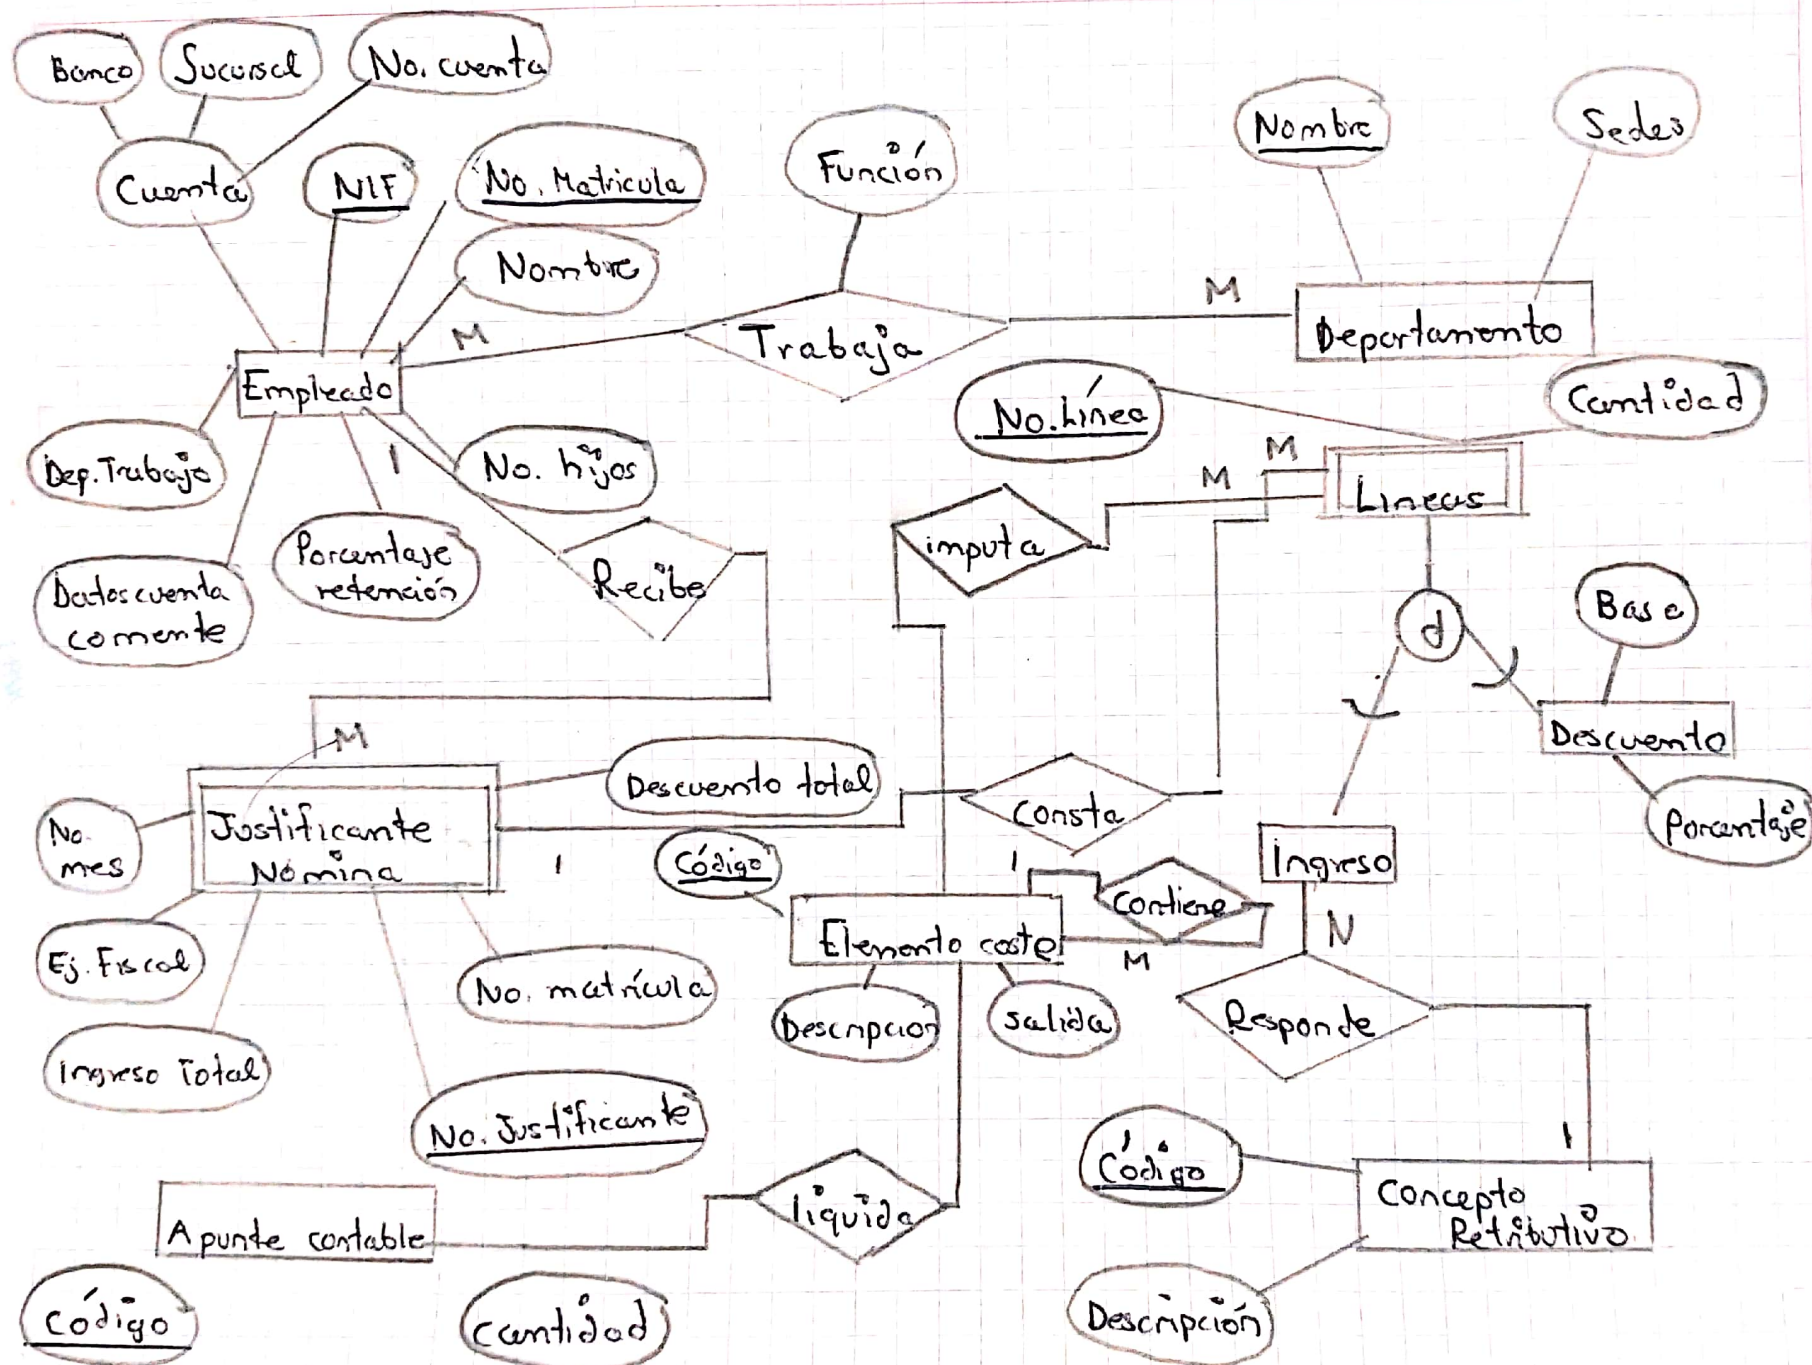 Banco
Sucursal
No. cuenta
Cuenta
NIF
No. Matricula
Nombre
Función
Nombre
Sedes
M
Trabaja
M
Departamento
Empleado
No. Línea
Cantidad
Dep. Trabajo
1
No. hijos
M
M
Lineas
Datos cuenta
corriente
Porcentaje
retención
Recibe
imputa
d
Base
M
Descuento
Porcentaje
No.
mes
Justificante
Nómina
Descuento total
1
Consta
Código
1
Contiene
Ingreso
Elemento coste
M
N
Ej. Fiscal
No. matrícula
Descripcion
salida
Responde
Ingreso Total
No. Justificante
1
Código
Concepto
Retributivo
Apunte contable
liquida
Descripción
Código
Cantidad